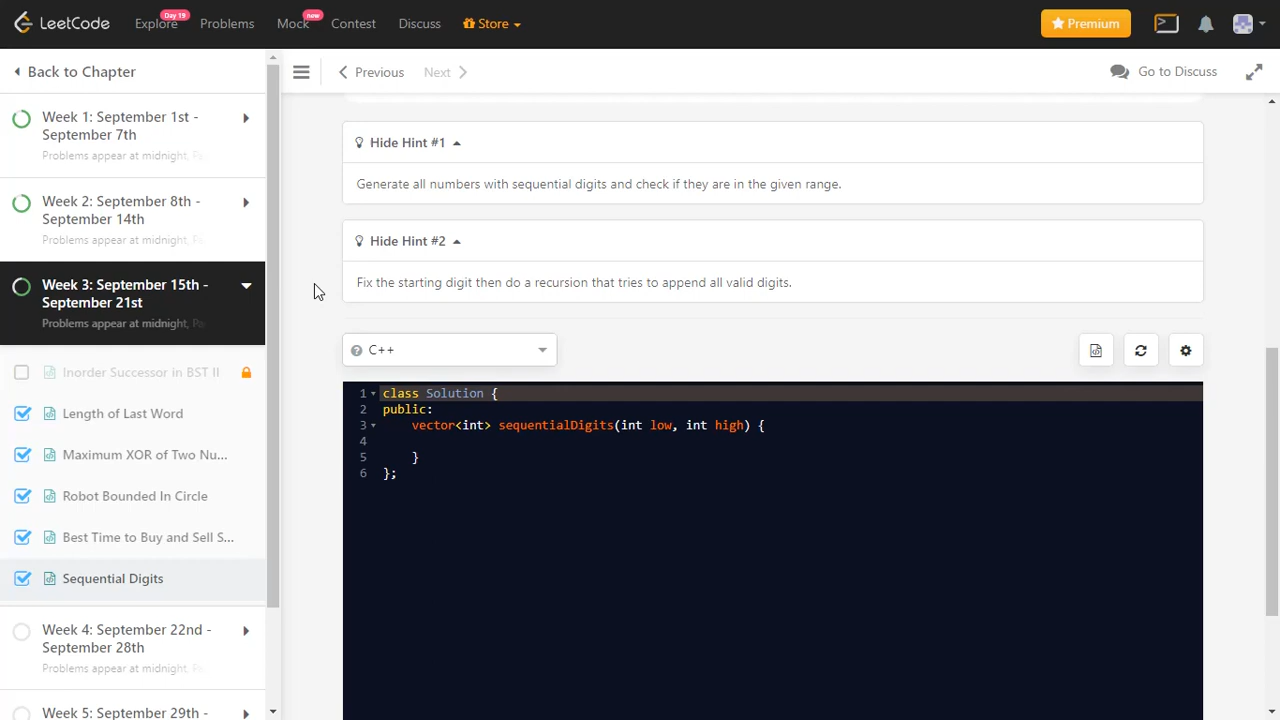 LeetCode
Explore
Day 19
Problems
Mock
new
Contest
Discuss
Store
Premium
Back to Chapter
Previous
Next
Go to Discuss
Week 1: September 1st -
September 7th
Problems appear at midnight,
Week 2: September 8th -
September 14th
Problems appear at midnight,
Week 3: September 15th -
September 21st
Problems appear at midnight,
Inorder Successor in BST II
Length of Last Word
Maximum XOR of Two Nu...
Robot Bounded In Circle
Best Time to Buy and Sell S...
Sequential Digits
Week 4: September 22nd -
September 28th
Problems appear at midnight,
Week 5: September 29th -
Hide Hint #1
Generate all numbers with sequential digits and check if they are in the given range.
Hide Hint #2
Fix the starting digit then do a recursion that tries to append all valid digits.
C++
1 class Solution {
2 public:
3 vector<int> sequentialDigits(int low, int high) {
4
5 }
6 };